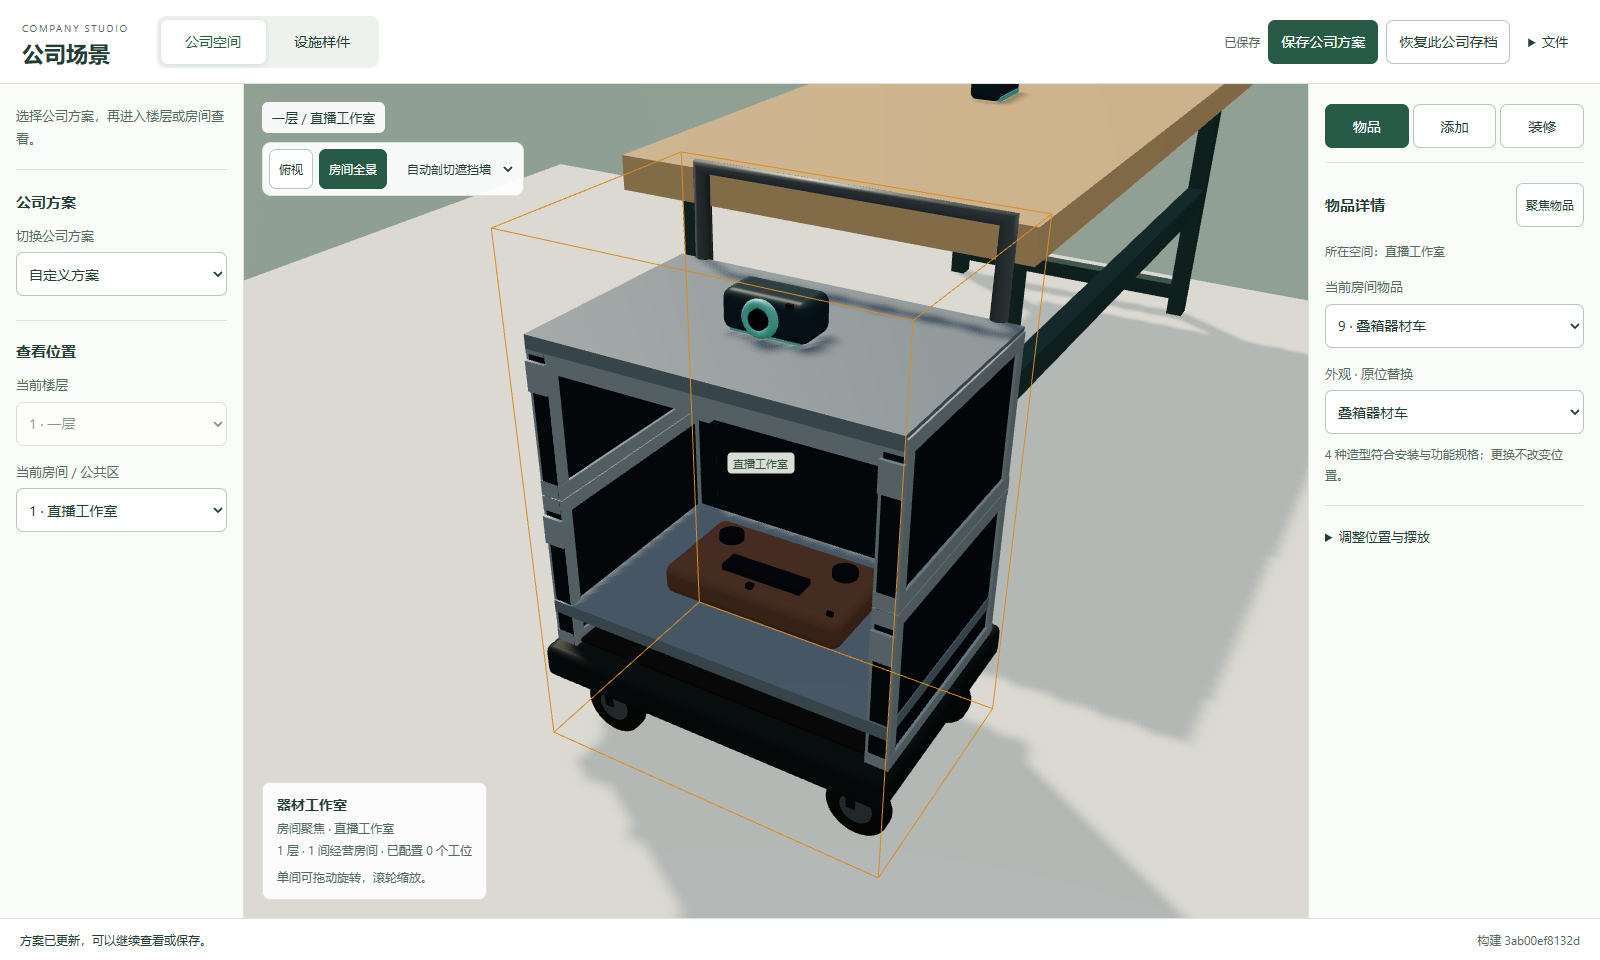 COMPANY STUDIO
公司场景
公司空间
设施样件
已保存
保存公司方案
恢复此公司存档
文件
选择公司方案，再进入楼层或房间查
看。
公司方案
切换公司方案
自定义方案
查看位置
当前楼层
1 · 一层
当前房间 / 公共区
1 · 直播工作室
一层 / 直播工作室
俯视
房间全景
自动剖切遮挡墙
直播工作室
器材工作室
房间聚焦 · 直播工作室
1 层 · 1 间经营房间 · 已配置 0 个工位
单间可拖动旋转，滚轮缩放。
物品
添加
装修
物品详情
聚焦物品
所在空间：直播工作室
当前房间物品
9 · 叠箱器材车
外观 · 原位替换
叠箱器材车
4 种造型符合安装与功能规格；更换不改变位
置。
调整位置与摆放
方案已更新，可以继续查看或保存。
构建 3ab00ef8132d